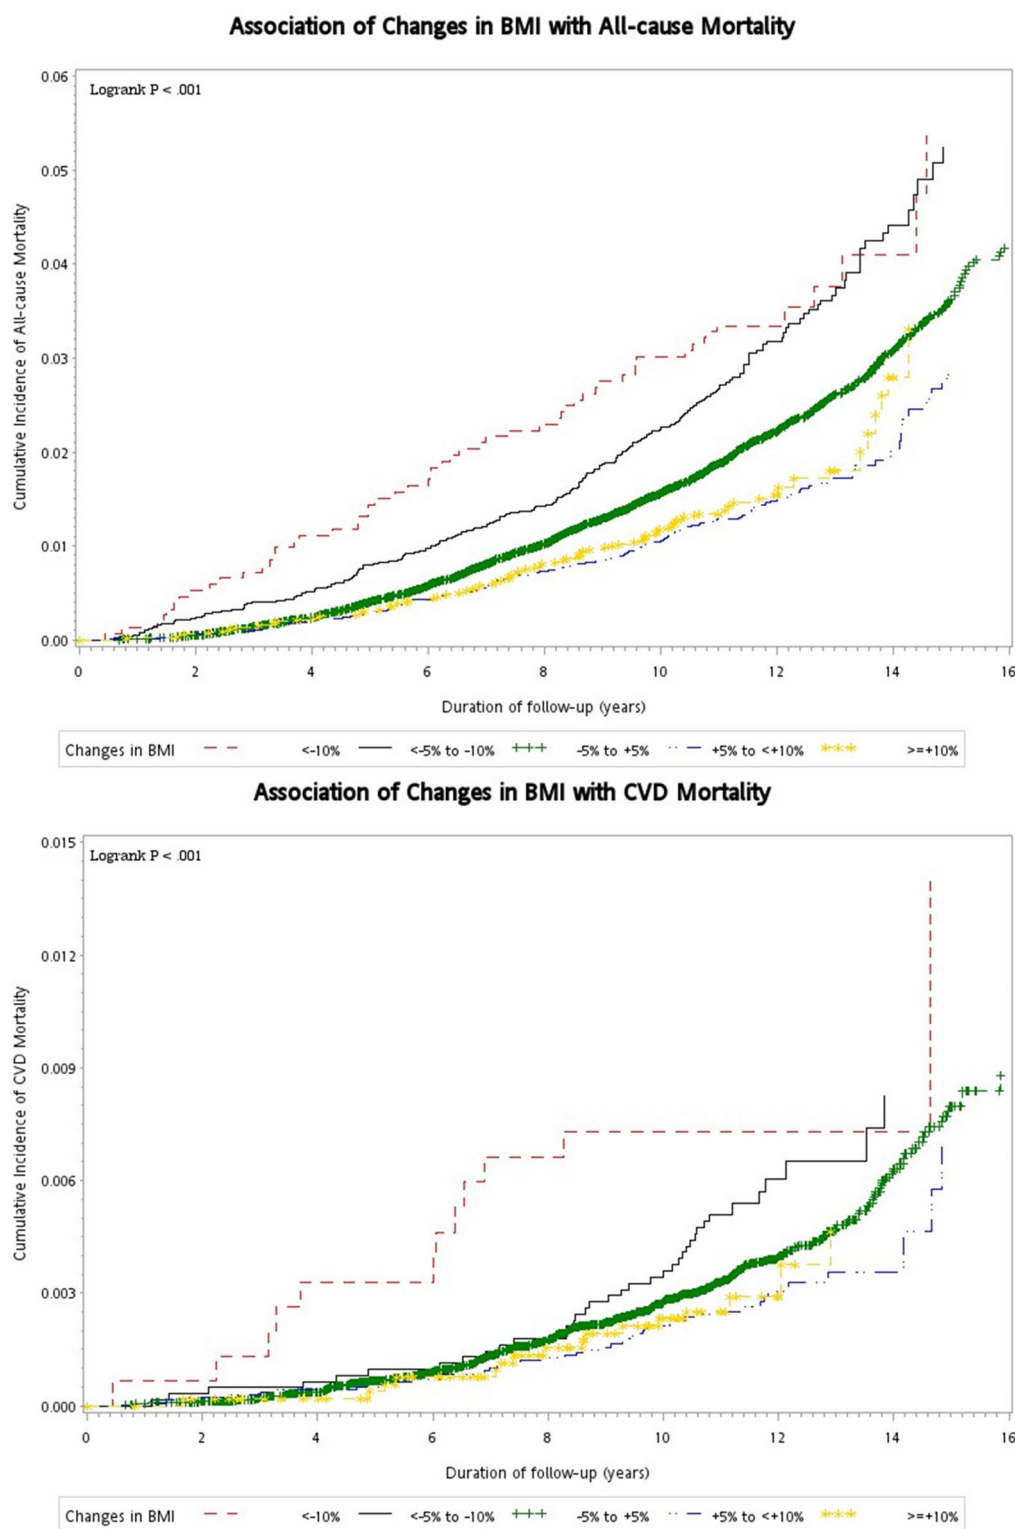 Association of Changes in BMI with All-cause Mortality
Logrank P < .001
Cumulative Incidence of All-cause Mortality
0.06
0.05
0.04
0.03
0.02
0.01
0.00
0 2 4 6 8 10 12 14 16
Duration of follow-up (years)
Changes in BMI <-10% <-5% to -10% -5% to +5% +5% to <+10% >=+10%
Association of Changes in BMI with CVD Mortality
Logrank P < .001
Cumulative Incidence of CVD Mortality
0.015
0.012
0.009
0.006
0.003
0.000
0 2 4 6 8 10 12 14 16
Duration of follow-up (years)
Changes in BMI <-10% <-5% to -10% -5% to +5% +5% to <+10% >=+10%